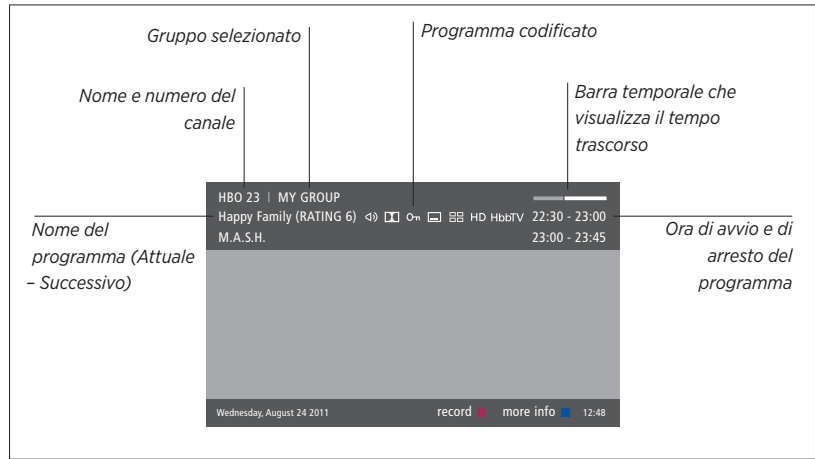 Gruppo selezionato
Programma codificato
Nome e numero del
canale
Barra temporale che
visualizza il tempo
trascorso
HBO 23 | MY GROUP
Happy Family (RATING 6) HD HbbTV 22:30 - 23:00
M.A.S.H. 23:00 - 23:45
Nome del
programma (Attuale
– Successivo)
Ora di avvio e di
arresto del
programma
Wednesday, August 24 2011 record more info 12:48